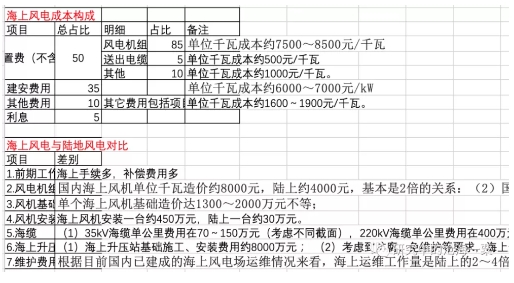 海上风电成本构成
项目 总占比 明细 占比 备注
置费（不含 50 风电机组 85 单位千瓦成本约7500～8500元/千瓦
送出电缆 5 单位千瓦成本约500元/千瓦
其他 10 单位千瓦成本约1000元/千瓦。
建安费用 35 单位千瓦成本约6000～7000元/kW
其他费用 10 其它费用包括项目 单位千瓦成本约1600～1900元/千瓦。
利息 5
海上风电与陆地风电对比
项目 差别
1.前期工作 海上手续多，补偿费用多
2.风电机组 国内海上风机单位千瓦造价约8000元，陆上约4000元，基本是2倍的关系；（2）国
3.风机基础 单个海上风机基础造价达1300～2000万元不等；
4.风机安装 海上风机安装一台约450万元，陆上一台约30万元。
5.海缆 （1）35kV海缆单公里费用在70～150万元（考虑不同截面），220kV海缆单公里费用在400万
6.海上升压 （1）海上升压站基础施工、安装费用约8000万元；（2）考虑到 免维护等要求，海上
7.维护费用 根据目前国内已建成的海上风电场运维情况来看，海上运维工作量是陆上的2～4倍